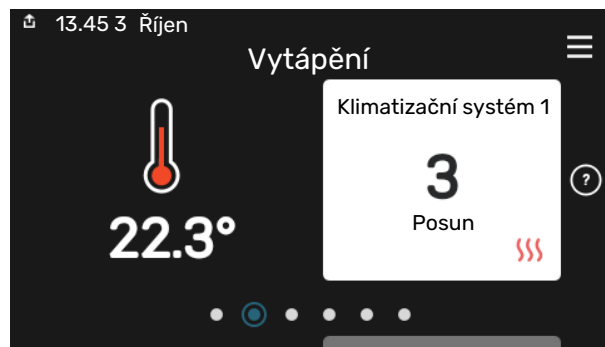 13.45 3 Říjen
Vytápění
Klimatizační systém 1
3
Posun
22.3°
?